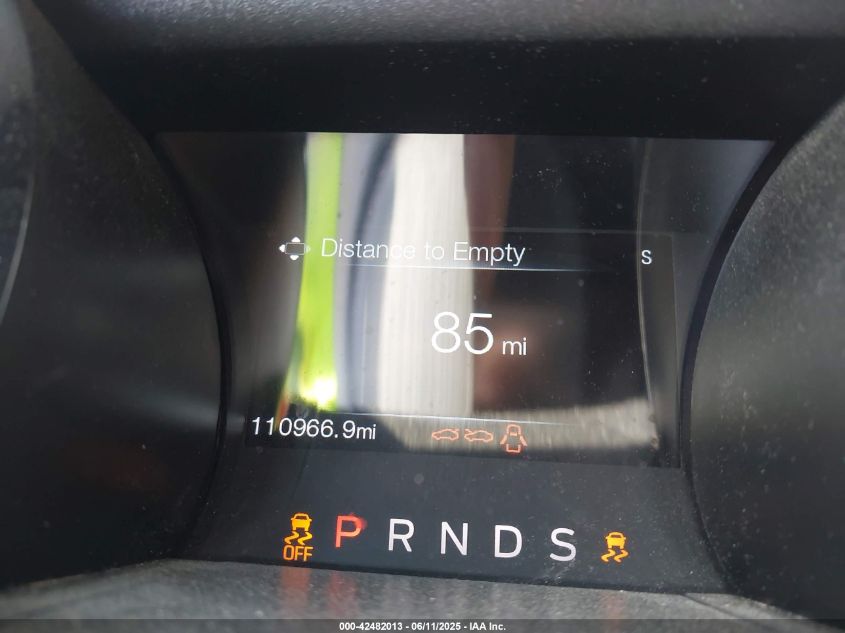 Distance to Empty
S
85 mi
110966.9mi
OFF P R N D S
000-42482013 - 06/11/2025 - IAA Inc.